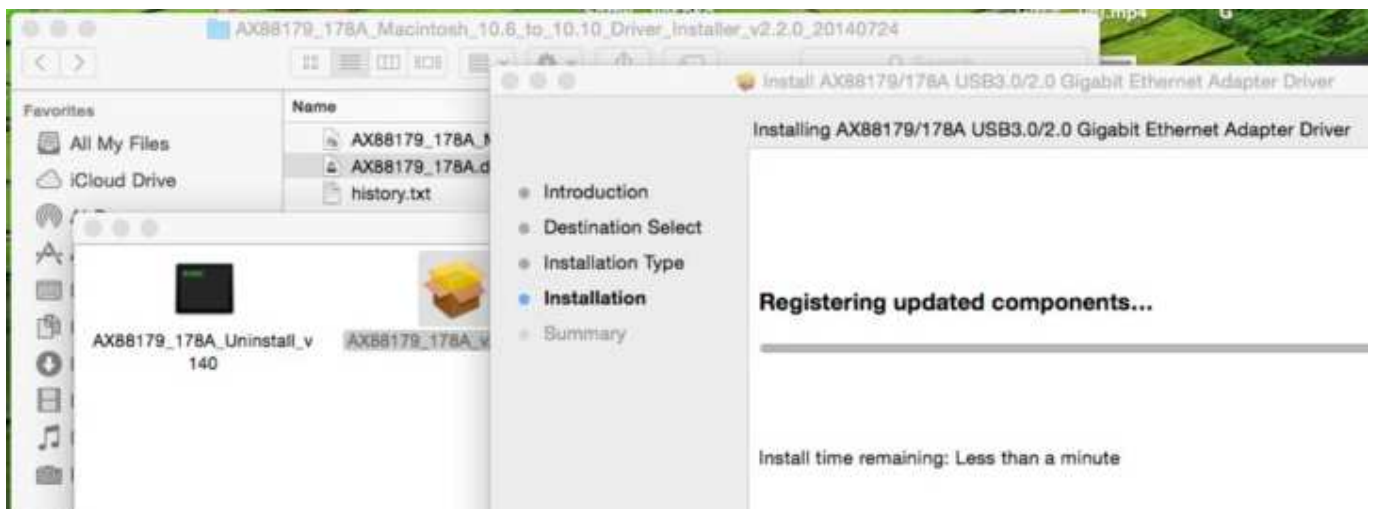 AX88179_178A_Macintosh_10.6_to_10.10_Driver_Installer_v2.2.0_20140724
Favorites
All My Files
iCloud Drive
Name
AX88179_178A_M
AX88179_178A.d
history.txt
AX88179_178A_Uninstall_v
140
AX88179_178A_v
Install AX88179/178A USB3.0/2.0 Gigabit Ethernet Adapter Driver
Installing AX88179/178A USB3.0/2.0 Gigabit Ethernet Adapter Driver
Introduction
Destination Select
Installation Type
Installation
Summary
Registering updated components...
Install time remaining: Less than a minute